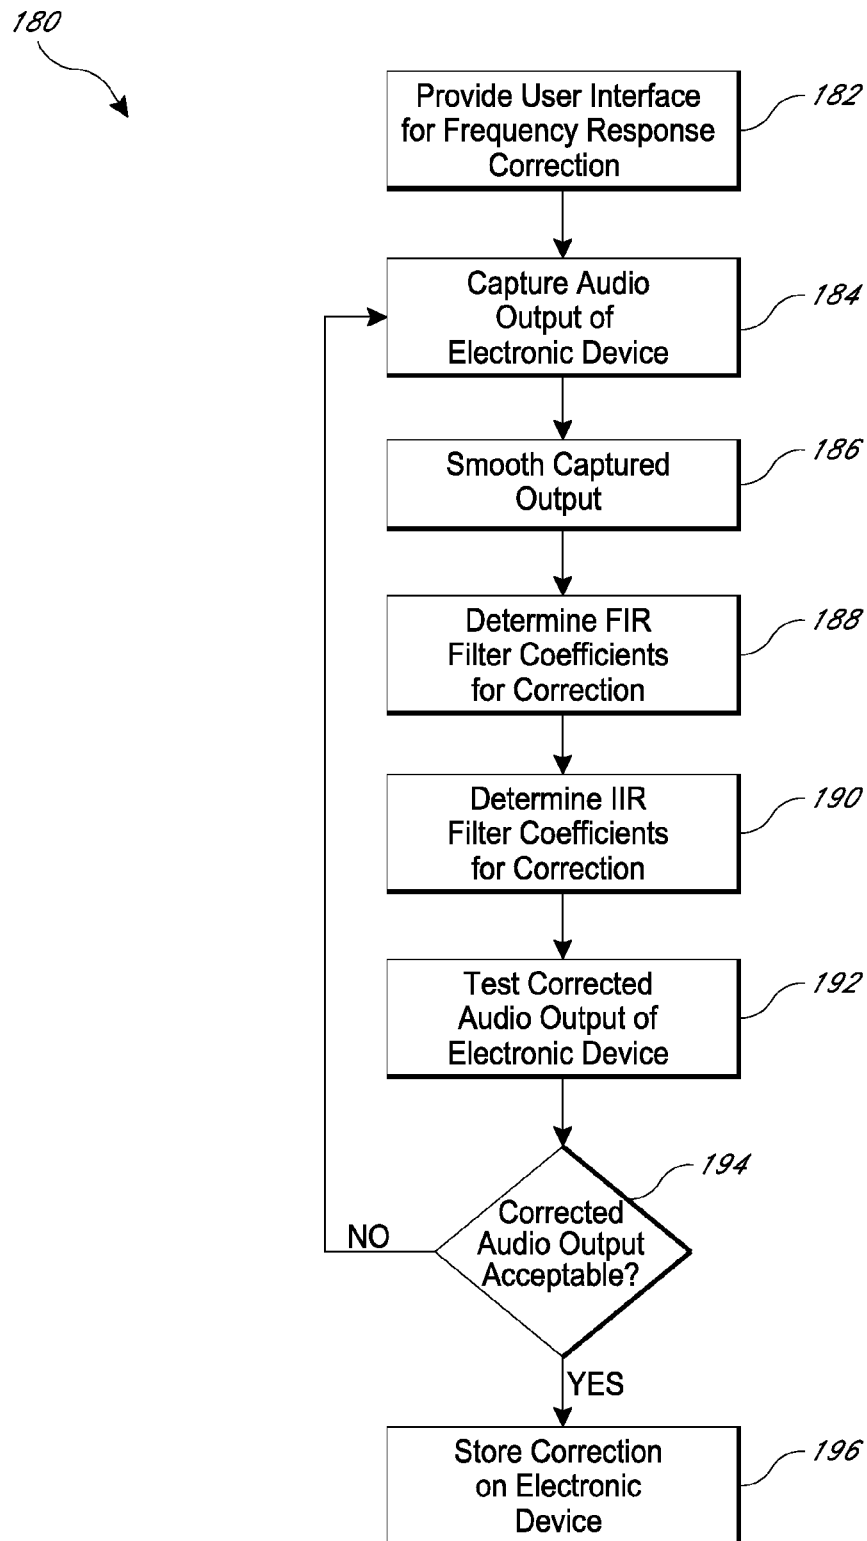 180
Provide User Interface
for Frequency Response
Correction
182
Capture Audio
Output of
Electronic Device
184
Smooth Captured
Output
186
Determine FIR
Filter Coefficients
for Correction
188
Determine IIR
Filter Coefficients
for Correction
190
Test Corrected
Audio Output of
Electronic Device
192
194
Corrected
Audio Output
Acceptable?
NO
YES
Store Correction
on Electronic
Device
196